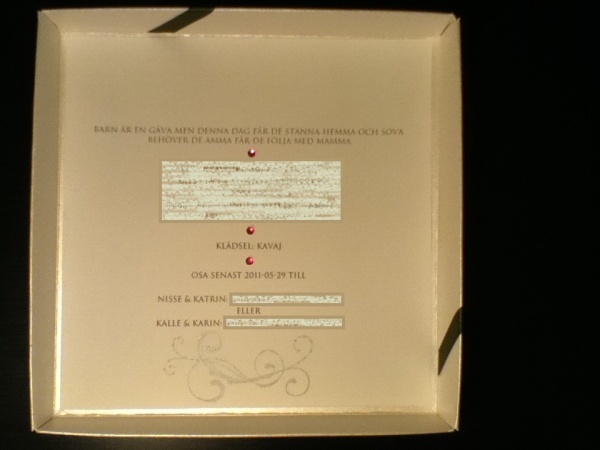 BARN ÄR EN GÅVA MEN DENNA DAG FÅR DE STANNA HEMMA OCH SOVA
BEHÖVER DE AMMA FÅR DE FÖLJA MED MAMMA
KLÄDSEL: KAVAJ
OSA SENAST 2011-05-29 TILL
NISSE & KATRIN:
ELLER
KALLE & KARIN: